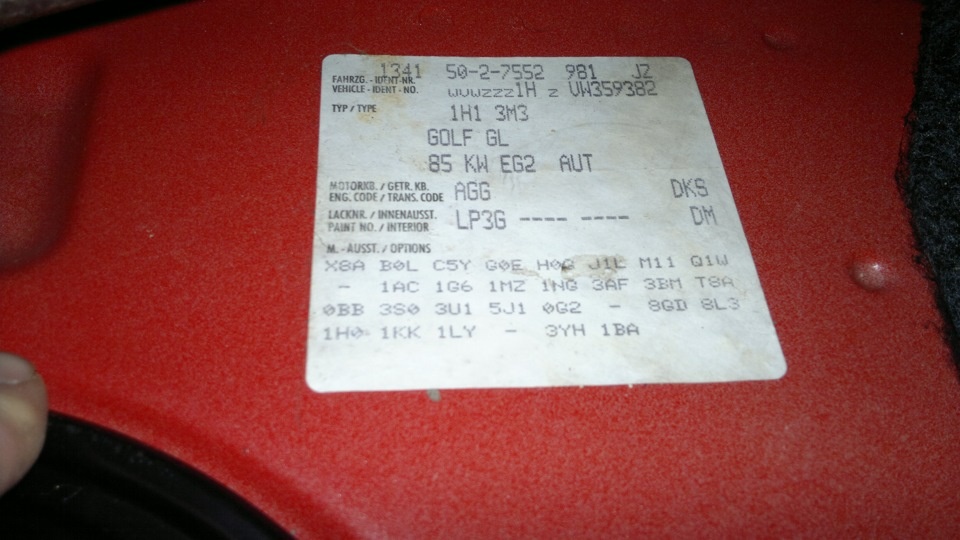 1341 50-2-7552 981 JZ
FAHRZG. - IDENT-NR.
VEHICLE - IDENT - NO. WVWZZZ1H Z VW359382
TYP / TYPE 1H1 3M3
GOLF GL
85 KW EG2 AUT
MOTORKB. / GETR. KB.
ENG. CODE / TRANS. CODE AGG DKS
LACKNR. / INNENAUSST.
PAINT NO. / INTERIOR LP3G ---- ---- DM
M. - AUSST. / OPTIONS
X8A B0L C5Y G0E H0G J1L M11 Q1W
- 1AC 1G6 1MZ 1NG 3AF 3BM T8A
0BB 3S0 3U1 5J1 0G2 - 8GD 8L3
1H0 1KK 1LY - 3YH 1BA